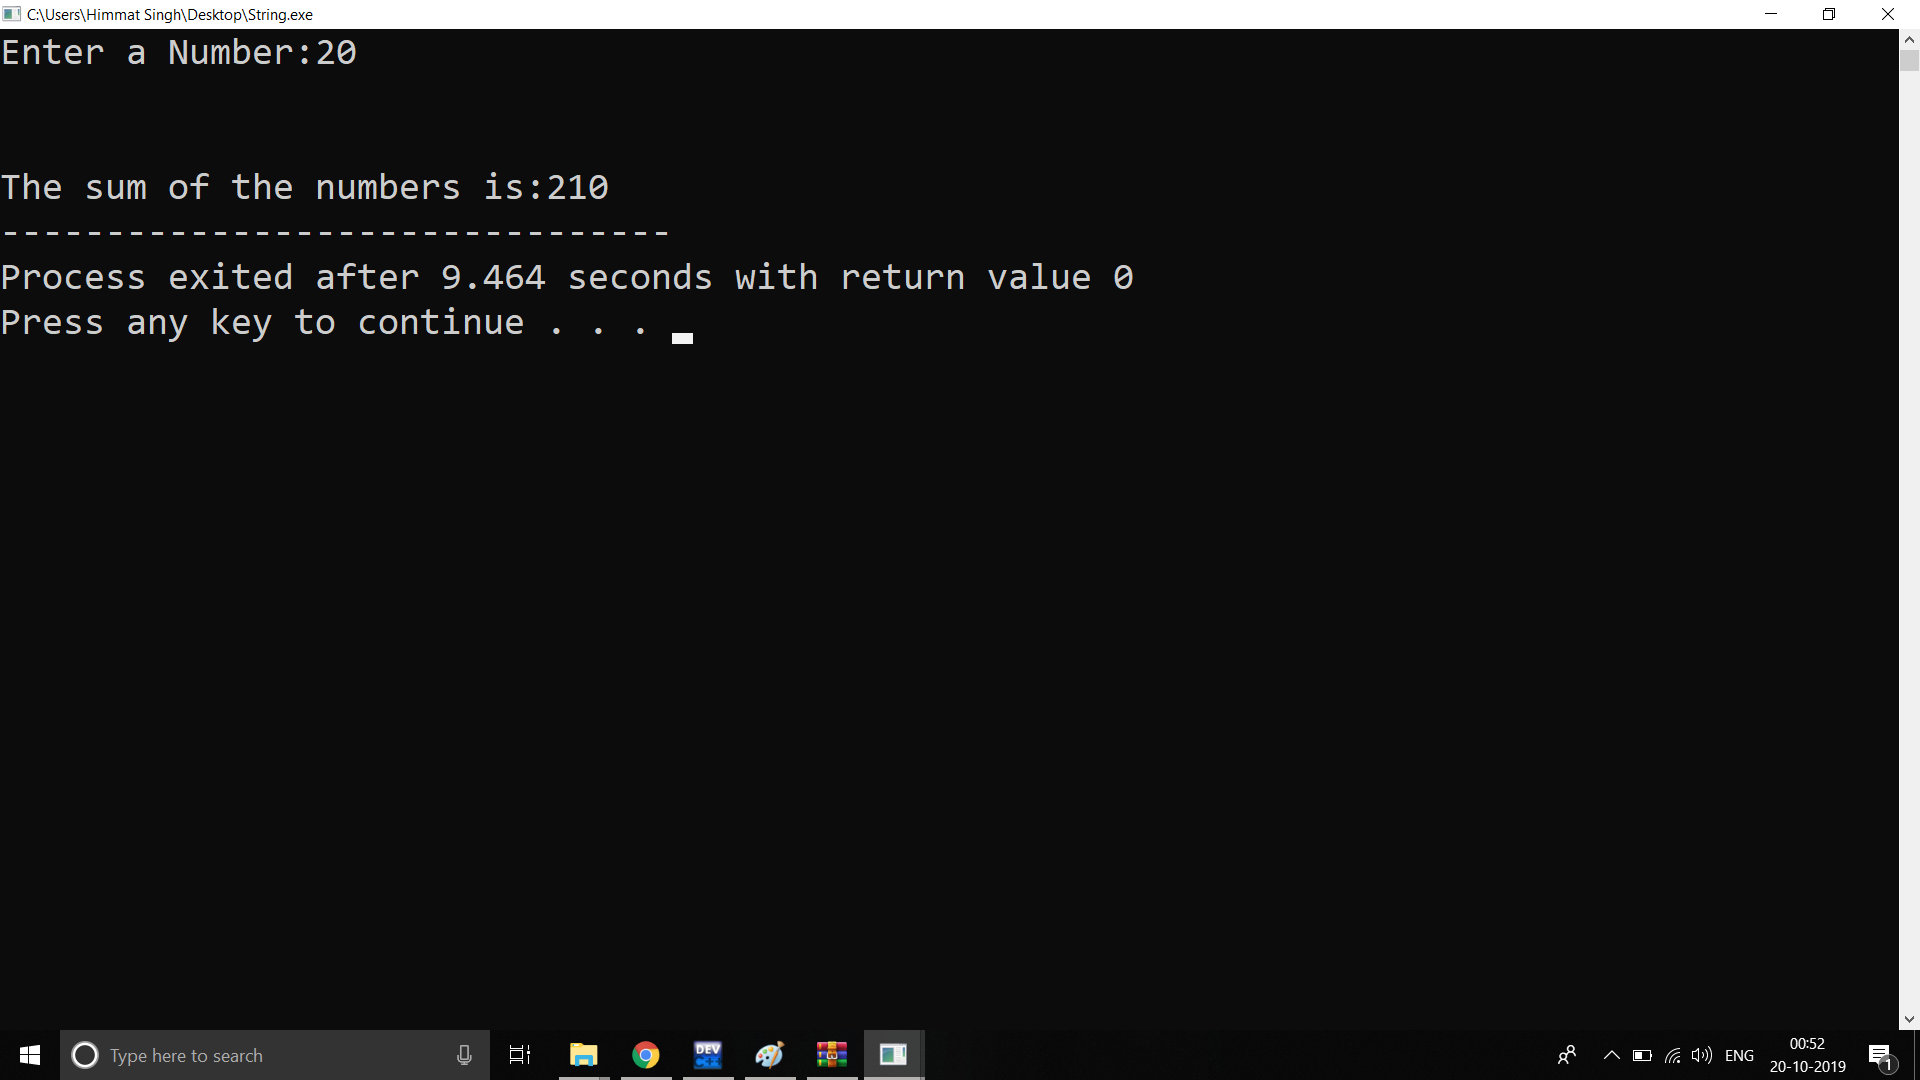 C:\Users\Himmat Singh\Desktop\String.exe
Enter a Number:20
The sum of the numbers is:210
--------------------------------
Process exited after 9.464 seconds with return value 0
Press any key to continue . . .
Type here to search
DEV
C++
ENG
00:52
20-10-2019
1